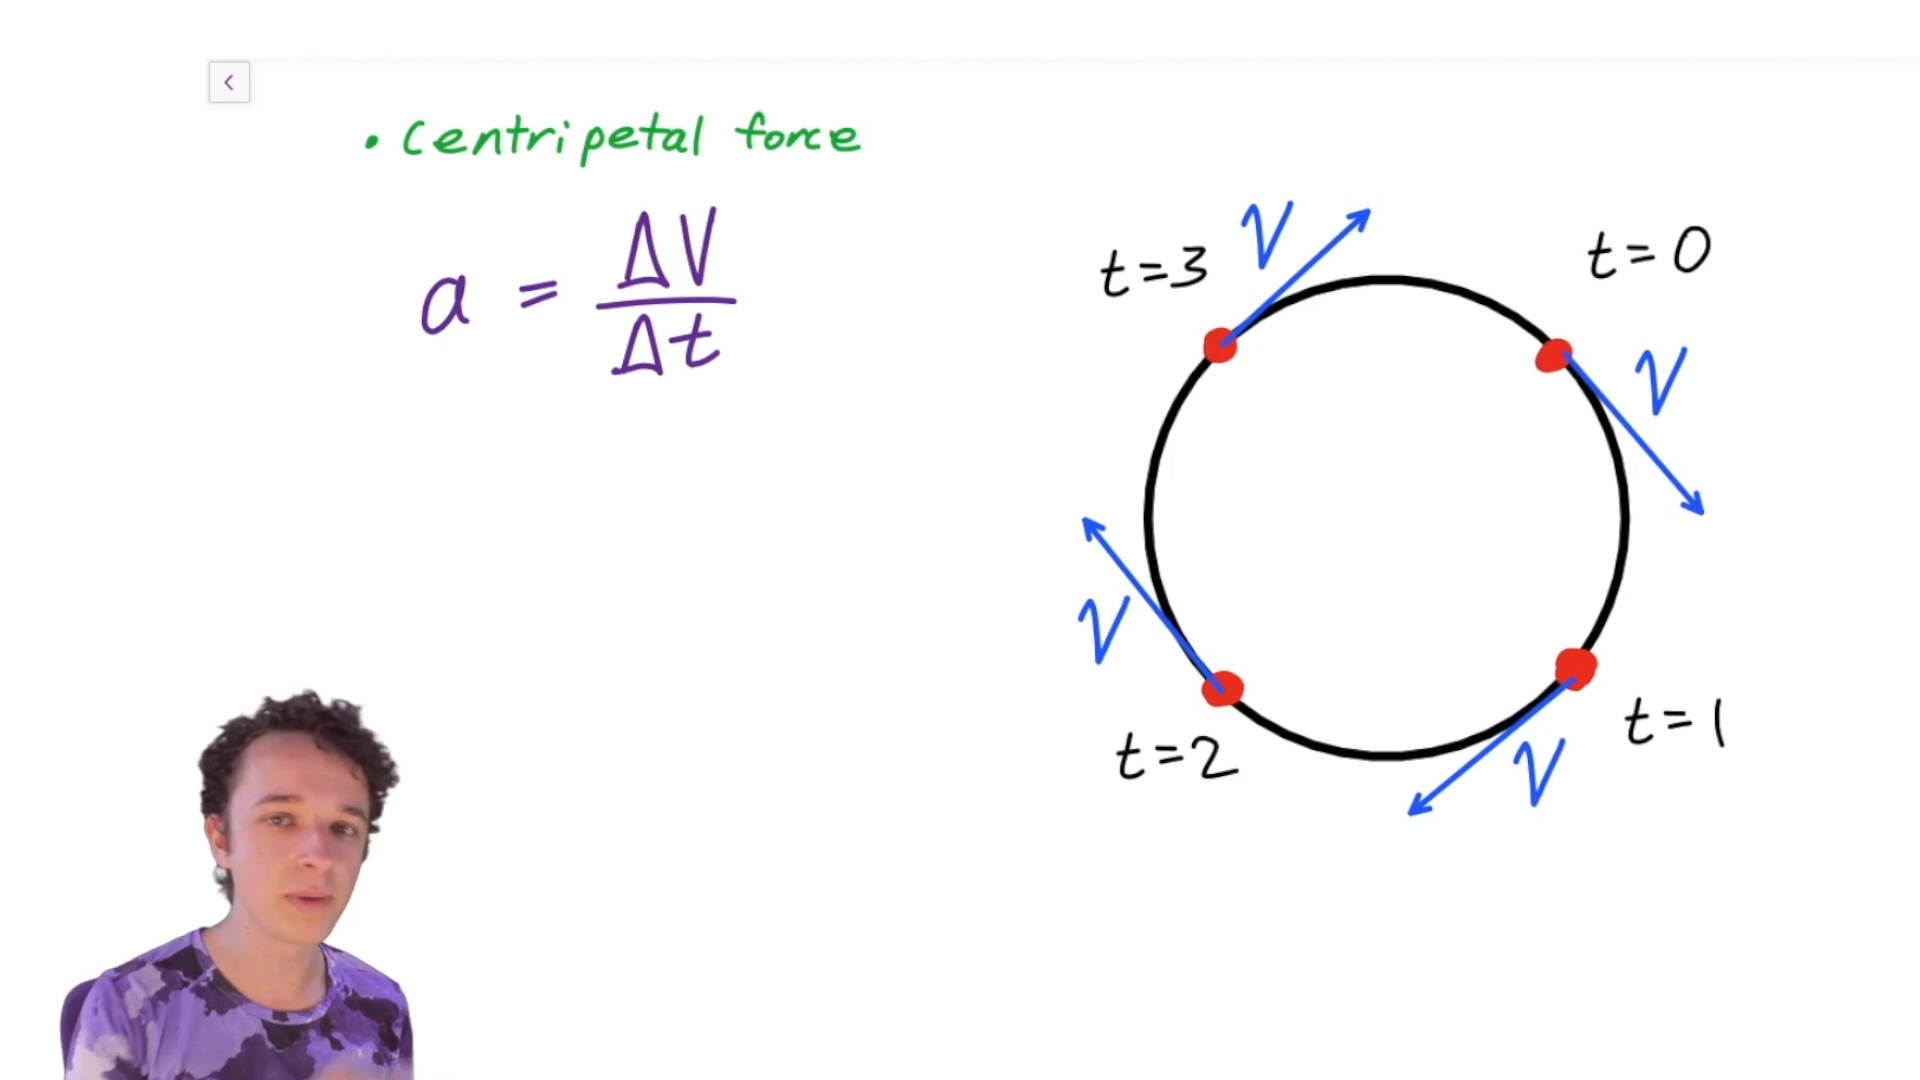 • Centripetal force
a = ΔV/Δt
t=3
V
t=0
V
V
t=2
V
t=1